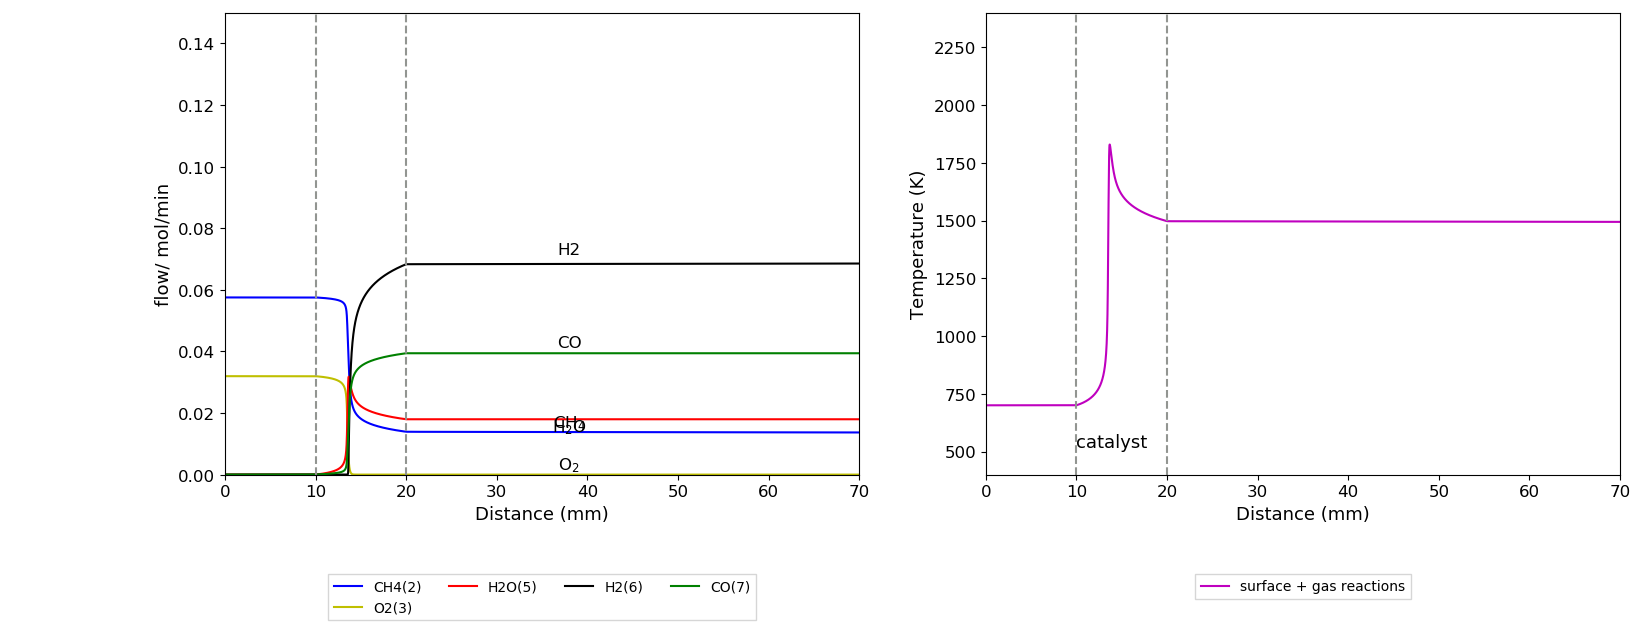 0.14
0.12
0.10
0.08
0.06
0.04
0.02
0.00
flow/ mol/min
H2
CO
CH4
H₂O
O₂
0 10 20 30 40 50 60 70
Distance (mm)
CH4(2) H2O(5) H2(6) CO(7)
O2(3)
2250
2000
1750
1500
1250
1000
750
500
Temperature (K)
catalyst
0 10 20 30 40 50 60 70
Distance (mm)
surface + gas reactions